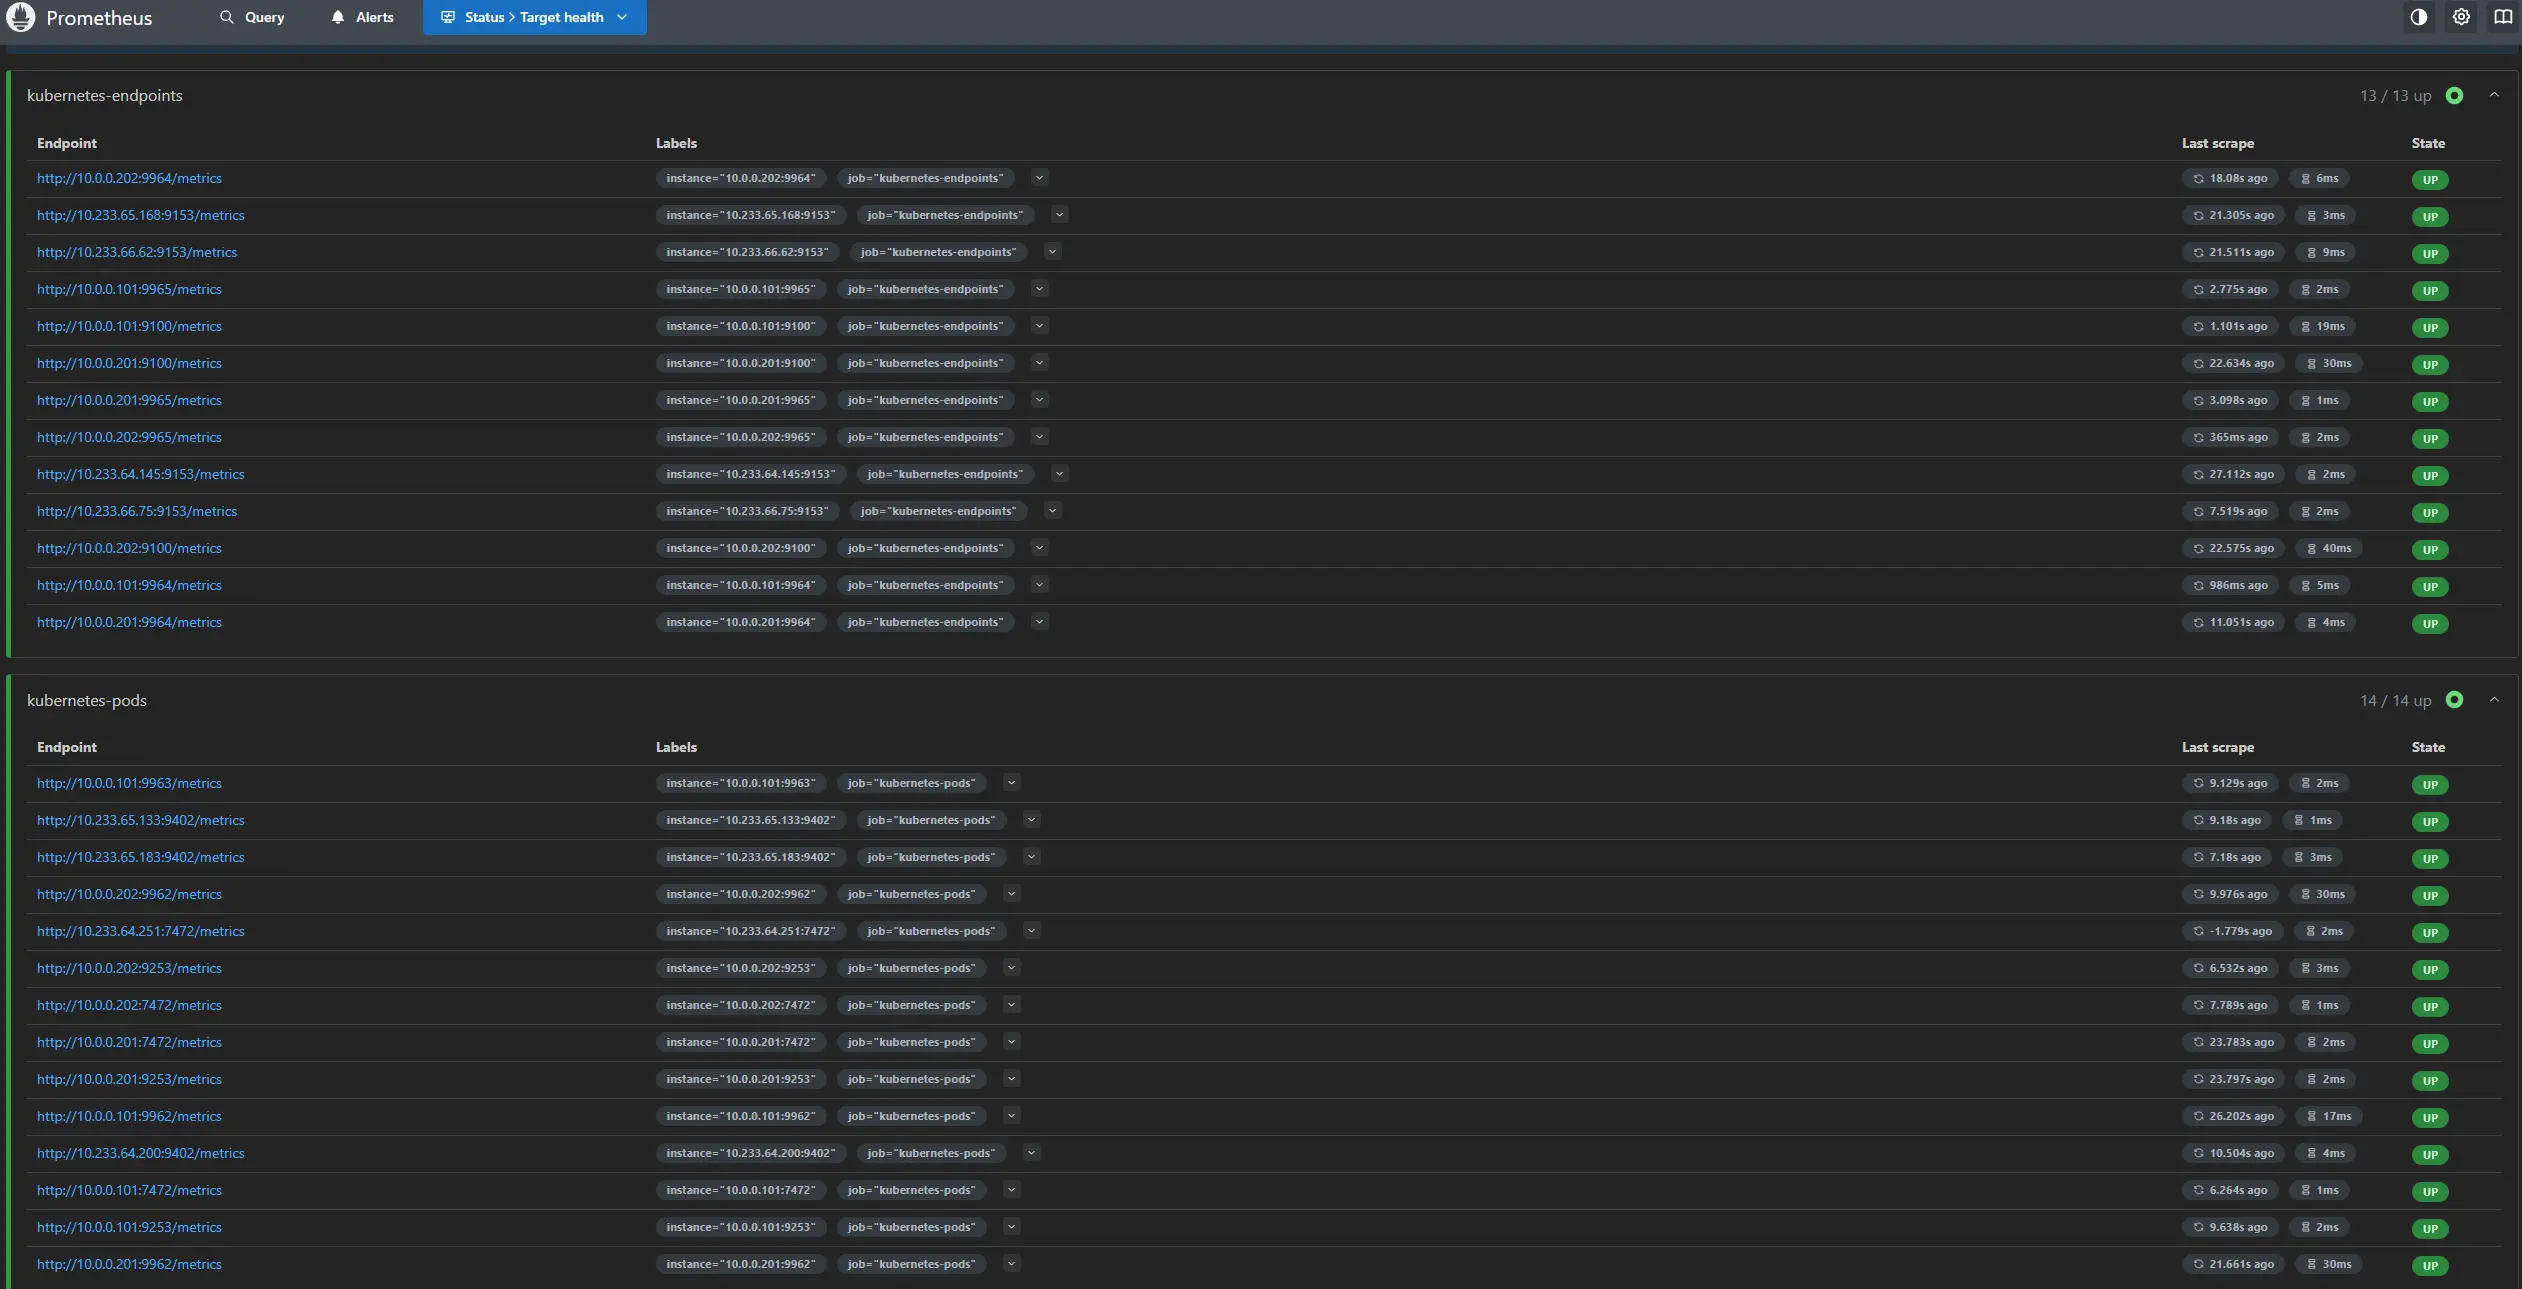 Prometheus Query Alerts Status > Target health
kubernetes-endpoints 13 / 13 up
Endpoint Labels Last scrape State
http://10.0.0.202:9964/metrics instance="10.0.0.202:9964" job="kubernetes-endpoints" 18.08s ago 6ms UP
http://10.233.65.168:9153/metrics instance="10.233.65.168:9153" job="kubernetes-endpoints" 21.305s ago 3ms UP
http://10.233.66.62:9153/metrics instance="10.233.66.62:9153" job="kubernetes-endpoints" 21.511s ago 9ms UP
http://10.0.0.101:9965/metrics instance="10.0.0.101:9965" job="kubernetes-endpoints" 2.775s ago 2ms UP
http://10.0.0.101:9100/metrics instance="10.0.0.101:9100" job="kubernetes-endpoints" 1.101s ago 19ms UP
http://10.0.0.201:9100/metrics instance="10.0.0.201:9100" job="kubernetes-endpoints" 22.634s ago 30ms UP
http://10.0.0.201:9965/metrics instance="10.0.0.201:9965" job="kubernetes-endpoints" 3.098s ago 1ms UP
http://10.0.0.202:9965/metrics instance="10.0.0.202:9965" job="kubernetes-endpoints" 365ms ago 2ms UP
http://10.233.64.145:9153/metrics instance="10.233.64.145:9153" job="kubernetes-endpoints" 27.112s ago 2ms UP
http://10.233.66.75:9153/metrics instance="10.233.66.75:9153" job="kubernetes-endpoints" 7.519s ago 2ms UP
http://10.0.0.202:9100/metrics instance="10.0.0.202:9100" job="kubernetes-endpoints" 22.575s ago 40ms UP
http://10.0.0.101:9964/metrics instance="10.0.0.101:9964" job="kubernetes-endpoints" 986ms ago 5ms UP
http://10.0.0.201:9964/metrics instance="10.0.0.201:9964" job="kubernetes-endpoints" 11.051s ago 4ms UP
kubernetes-pods 14 / 14 up
Endpoint Labels Last scrape State
http://10.0.0.101:9963/metrics instance="10.0.0.101:9963" job="kubernetes-pods" 9.129s ago 2ms UP
http://10.233.65.133:9402/metrics instance="10.233.65.133:9402" job="kubernetes-pods" 9.18s ago 1ms UP
http://10.233.65.183:9402/metrics instance="10.233.65.183:9402" job="kubernetes-pods" 7.18s ago 3ms UP
http://10.0.0.202:9962/metrics instance="10.0.0.202:9962" job="kubernetes-pods" 9.976s ago 30ms UP
http://10.233.64.251:7472/metrics instance="10.233.64.251:7472" job="kubernetes-pods" -1.779s ago 2ms UP
http://10.0.0.202:9253/metrics instance="10.0.0.202:9253" job="kubernetes-pods" 6.532s ago 3ms UP
http://10.0.0.202:7472/metrics instance="10.0.0.202:7472" job="kubernetes-pods" 7.789s ago 1ms UP
http://10.0.0.201:7472/metrics instance="10.0.0.201:7472" job="kubernetes-pods" 23.783s ago 2ms UP
http://10.0.0.201:9253/metrics instance="10.0.0.201:9253" job="kubernetes-pods" 23.797s ago 2ms UP
http://10.0.0.101:9962/metrics instance="10.0.0.101:9962" job="kubernetes-pods" 26.202s ago 17ms UP
http://10.233.64.200:9402/metrics instance="10.233.64.200:9402" job="kubernetes-pods" 10.504s ago 4ms UP
http://10.0.0.101:7472/metrics instance="10.0.0.101:7472" job="kubernetes-pods" 6.264s ago 1ms UP
http://10.0.0.101:9253/metrics instance="10.0.0.101:9253" job="kubernetes-pods" 9.638s ago 2ms UP
http://10.0.0.201:9962/metrics instance="10.0.0.201:9962" job="kubernetes-pods" 21.661s ago 30ms UP